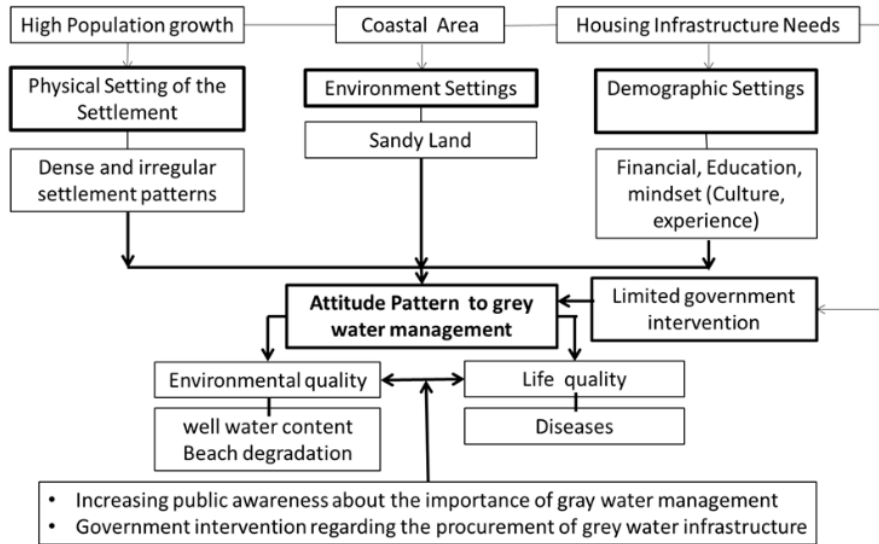 High Population growth
Coastal Area
Housing Infrastructure Needs
Physical Setting of the
Settlement
Environment Settings
Demographic Settings
Dense and irregular
settlement patterns
Sandy Land
Financial, Education,
mindset (Culture,
experience)
Attitude Pattern to grey
water management
Limited government
intervention
Environmental quality
Life quality
well water content
Beach degradation
Diseases
• Increasing public awareness about the importance of gray water management
• Government intervention regarding the procurement of grey water infrastructure